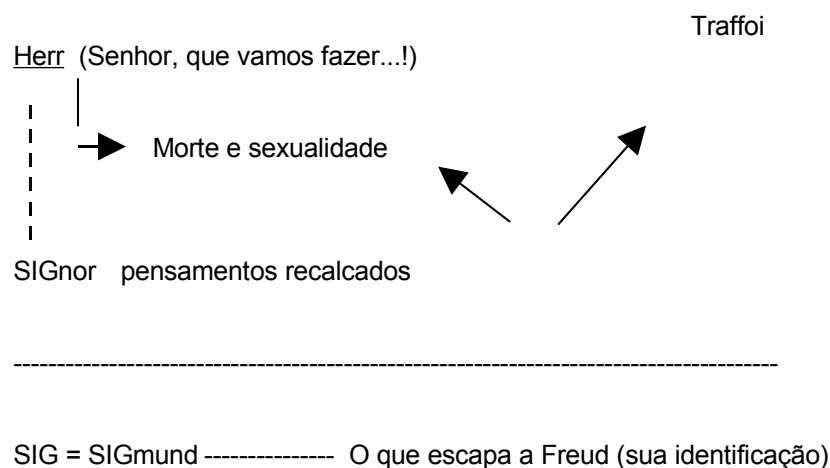 Traffoi
Herr (Senhor, que vamos fazer...!)
Morte e sexualidade
SIGnor pensamentos recalcados
----------------------------------------------------------------------------------------
SIG = SIGmund --------------- O que escapa a Freud (sua identificação)